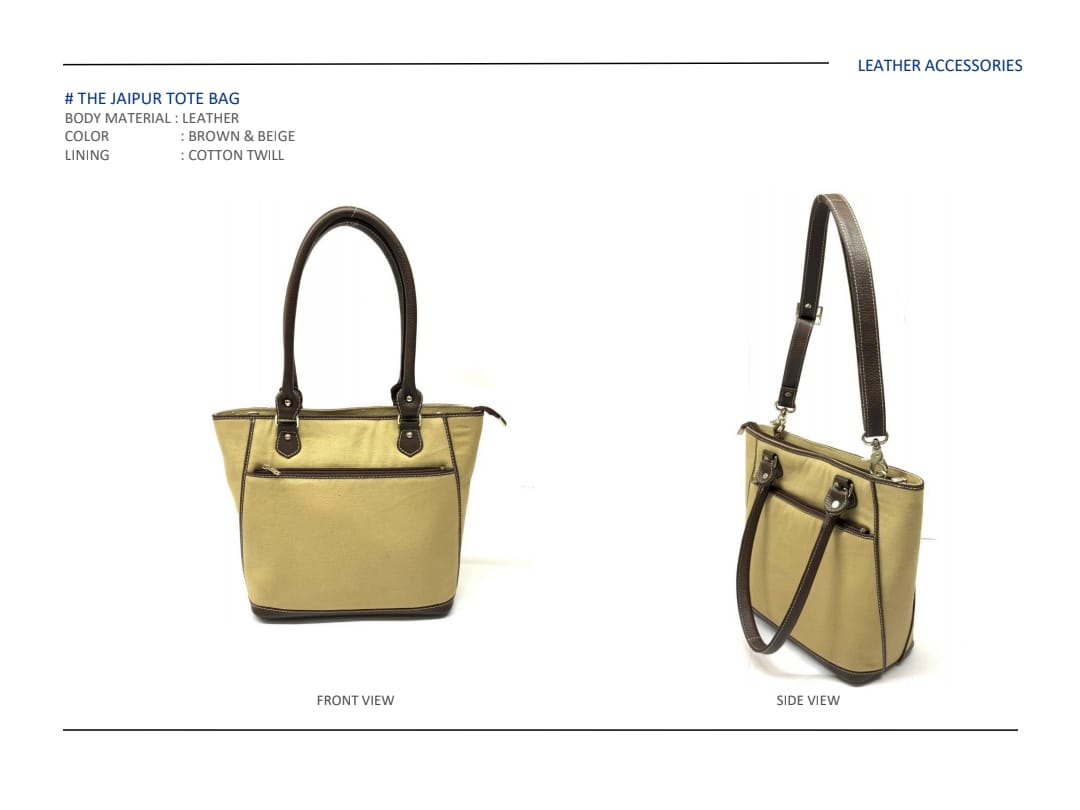 LEATHER ACCESSORIES
# THE JAIPUR TOTE BAG
BODY MATERIAL : LEATHER
COLOR : BROWN & BEIGE
LINING : COTTON TWILL
FRONT VIEW
SIDE VIEW